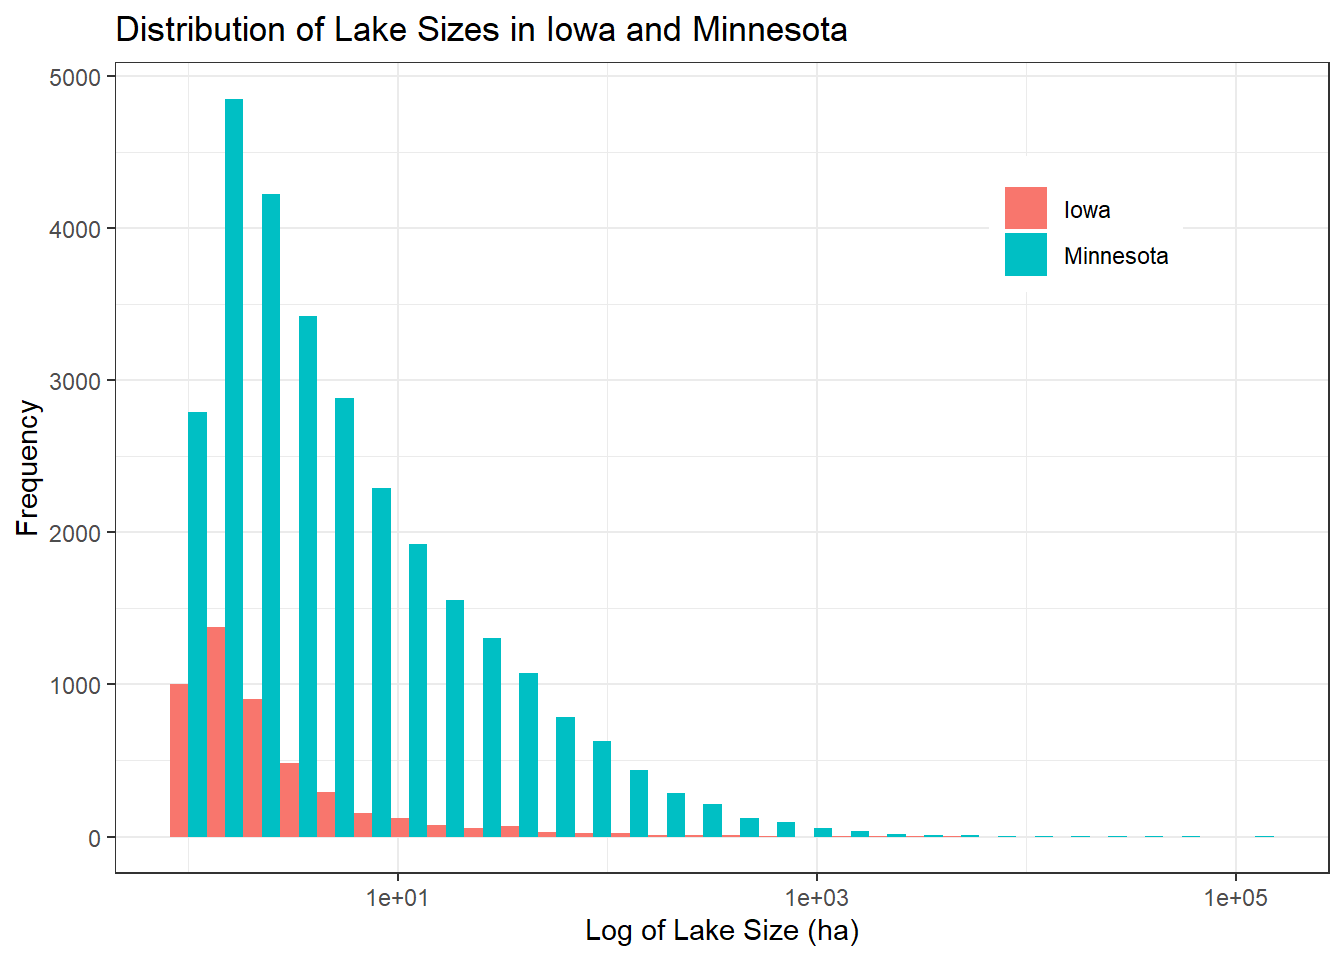 Distribution of Lake Sizes in Iowa and Minnesota
5000
4000
3000
2000
1000
0
Frequency
Iowa
Minnesota
1e+01
1e+03
1e+05
Log of Lake Size (ha)